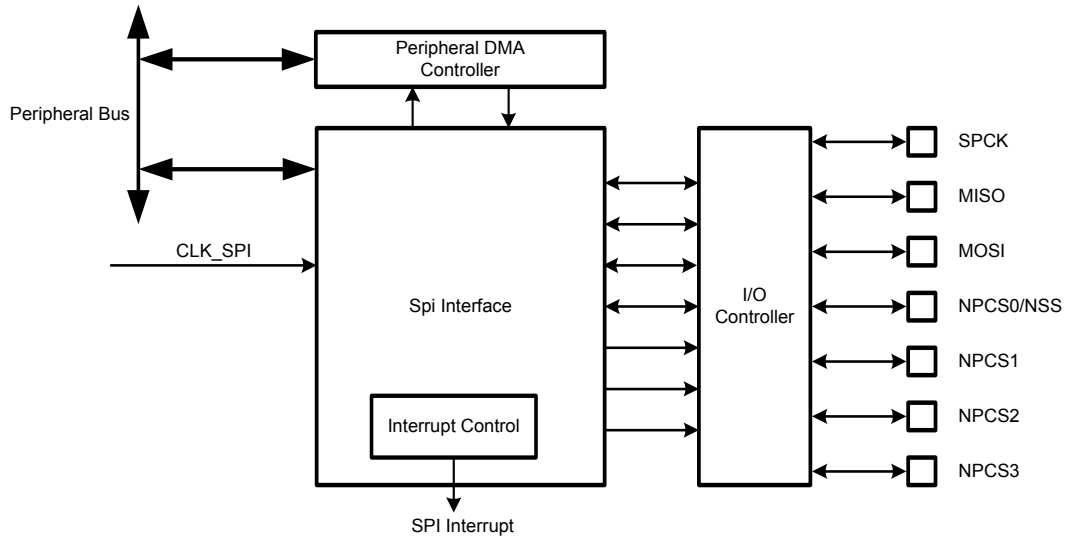 Peripheral DMA
Controller
Peripheral Bus
CLK_SPI
Spi Interface
Interrupt Control
SPI Interrupt
I/O
Controller
SPCK
MISO
MOSI
NPCS0/NSS
NPCS1
NPCS2
NPCS3